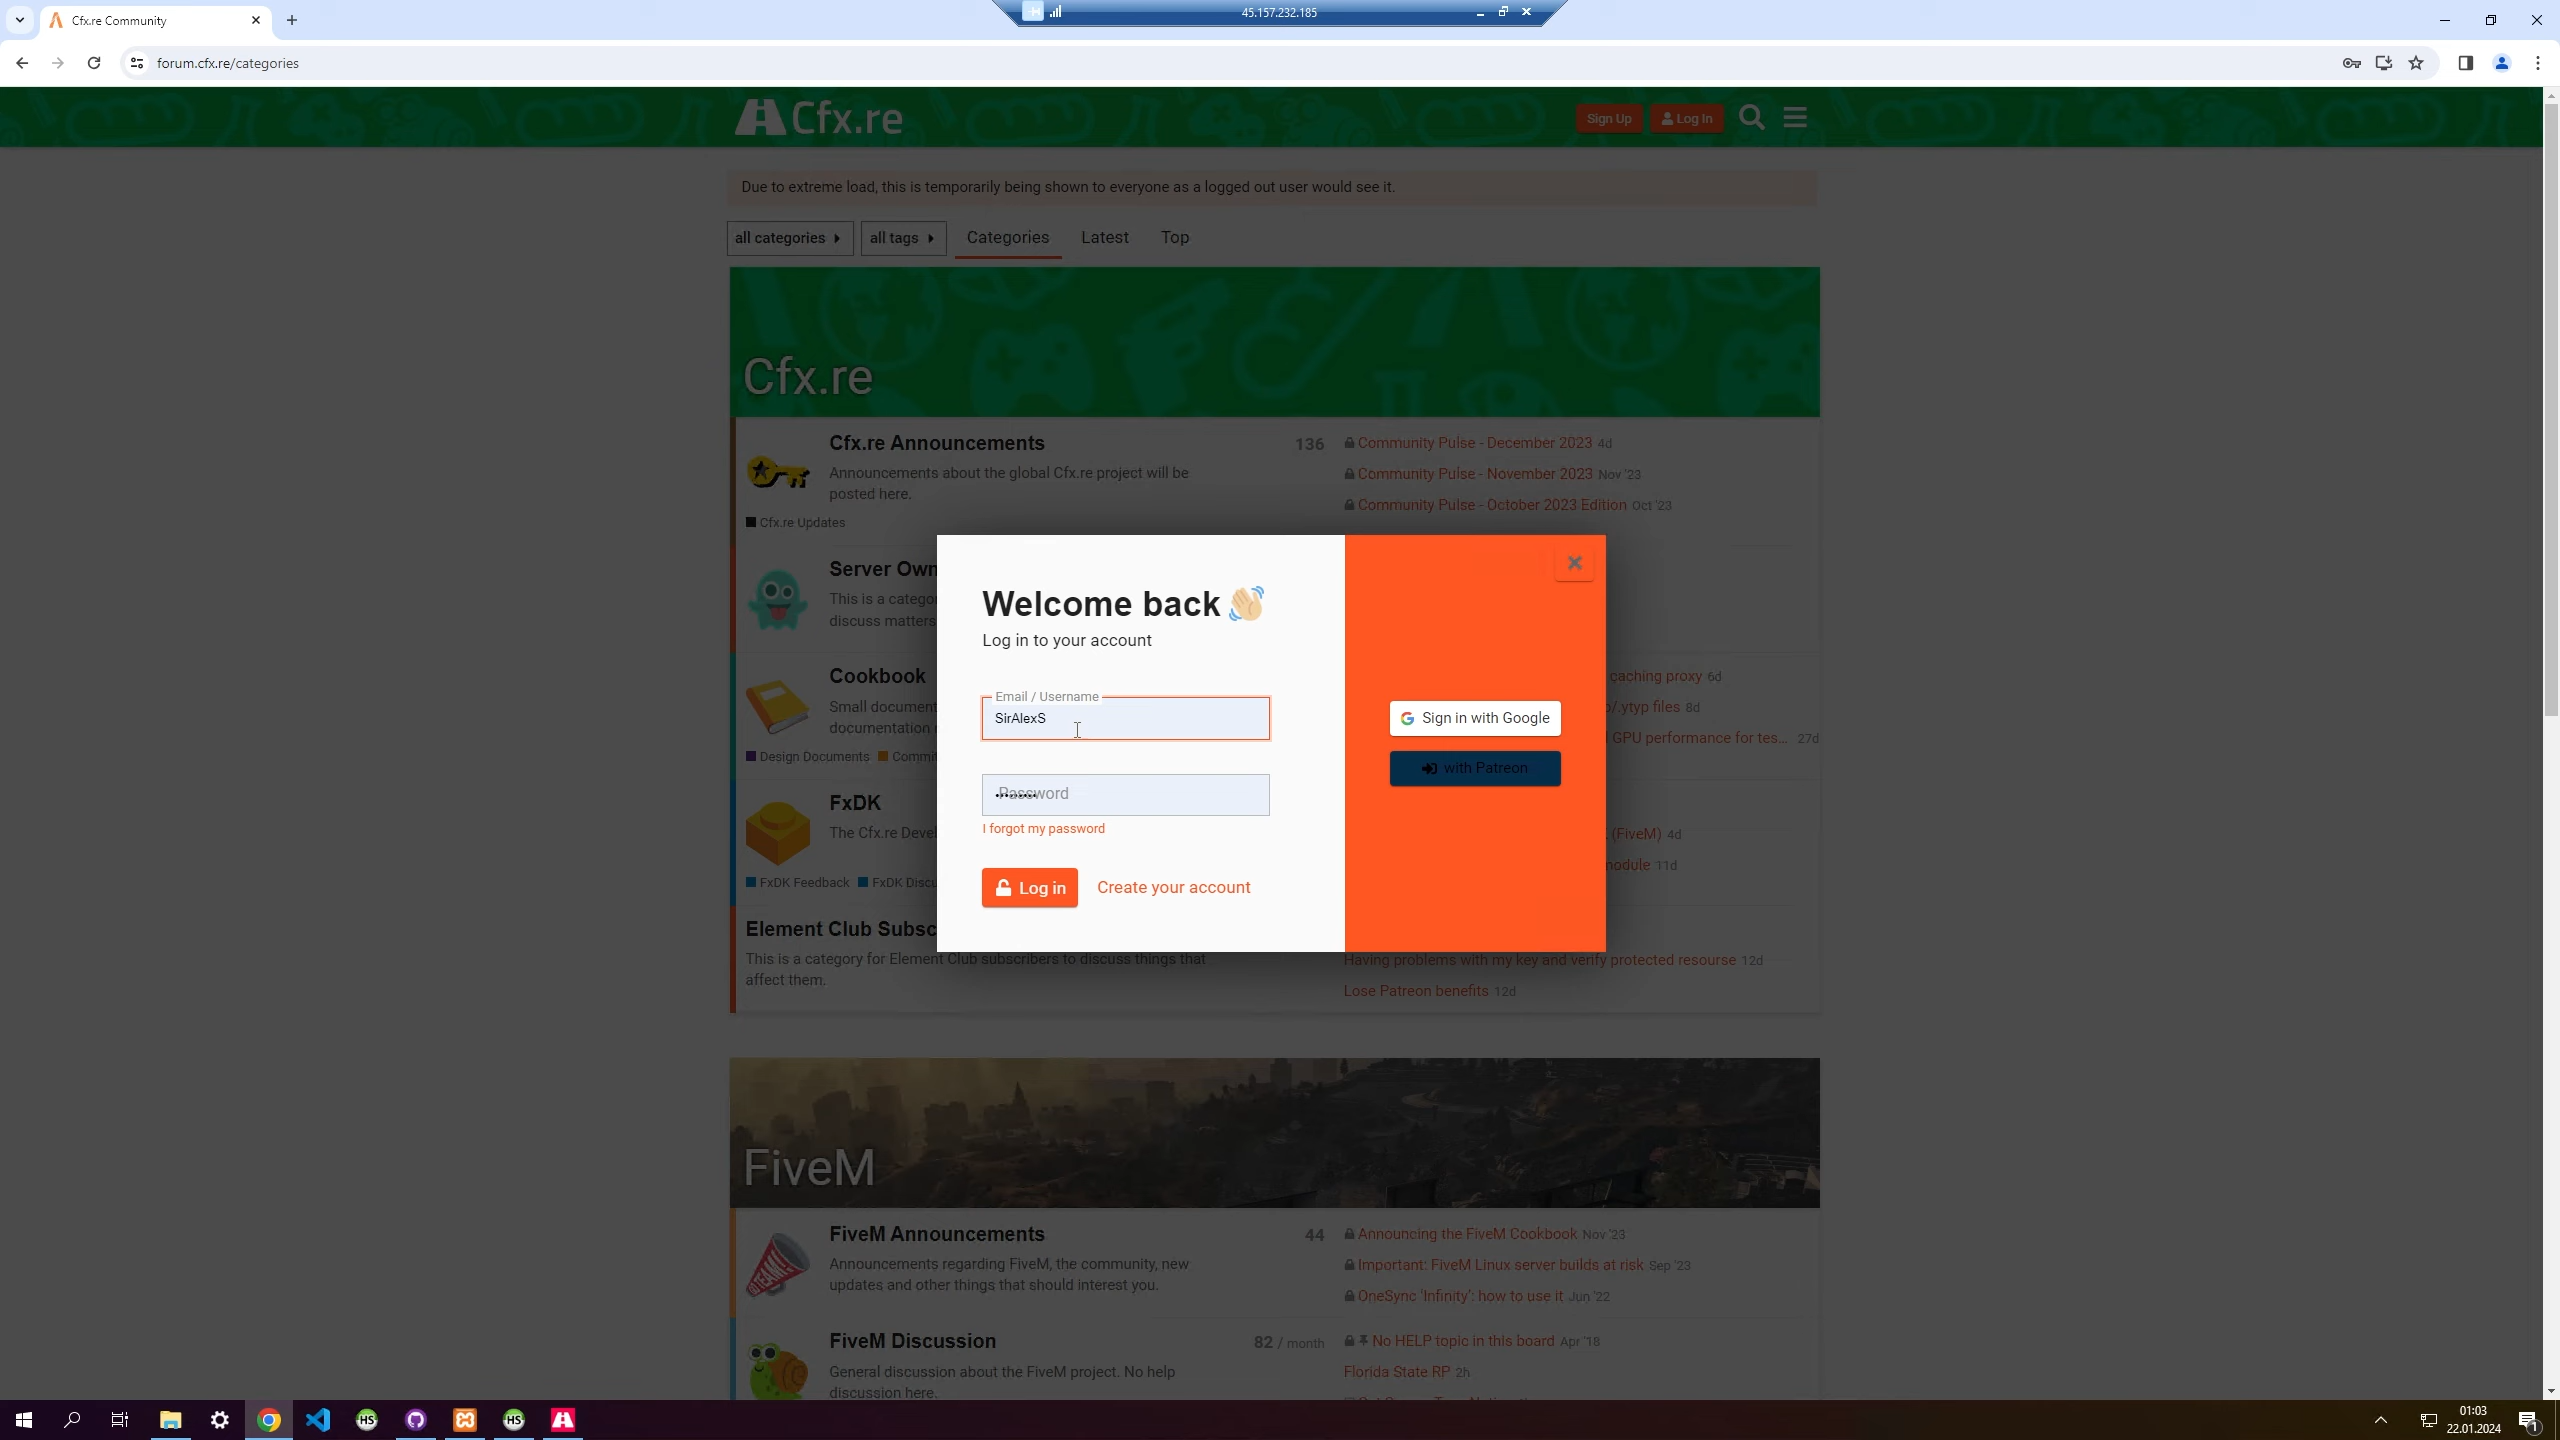 Cfx.re Community
45.157.232.185
forum.cfx.re/categories
Cfx.re
Sign Up
Log In
Due to extreme load, this is temporarily being shown to everyone as a logged out user would see it.
all categories
all tags
Categories
Latest
Top
Cfx.re
Cfx.re Announcements
136
Announcements about the global Cfx.re project will be
posted here.
Cfx.re Updates
Community Pulse - December 2023 4d
Community Pulse - November 2023 Nov '23
Community Pulse - October 2023 Edition Oct '23
Server Own
This is a catego
discuss matters
Cookbook
Small document
documentation
Design Documents
Commit
caching proxy 6d
o/.ytyp files 8d
GPU performance for tes... 27d
FxDK
The Cfx.re Deve
FxDK Feedback
FxDK Discu
(FiveM) 4d
module 11d
Element Club Subsc
This is a category for Element Club subscribers to discuss things that
affect them.
Having problems with my key and verify protected resourse 12d
Lose Patreon benefits 12d
Welcome back
Log in to your account
Email / Username
SirAlexS
Password
I forgot my password
Log in
Create your account
Sign in with Google
with Patreon
FiveM
FiveM Announcements
44
Announcements regarding FiveM, the community, new
updates and other things that should interest you.
Announcing the FiveM Cookbook Nov '23
Important: FiveM Linux server builds at risk Sep '23
OneSync 'Infinity': how to use it Jun '22
FiveM Discussion
82 / month
General discussion about the FiveM project. No help
discussion here.
No HELP topic in this board Apr '18
Florida State RP 2h
HS
HS
01:03
22.01.2024
1